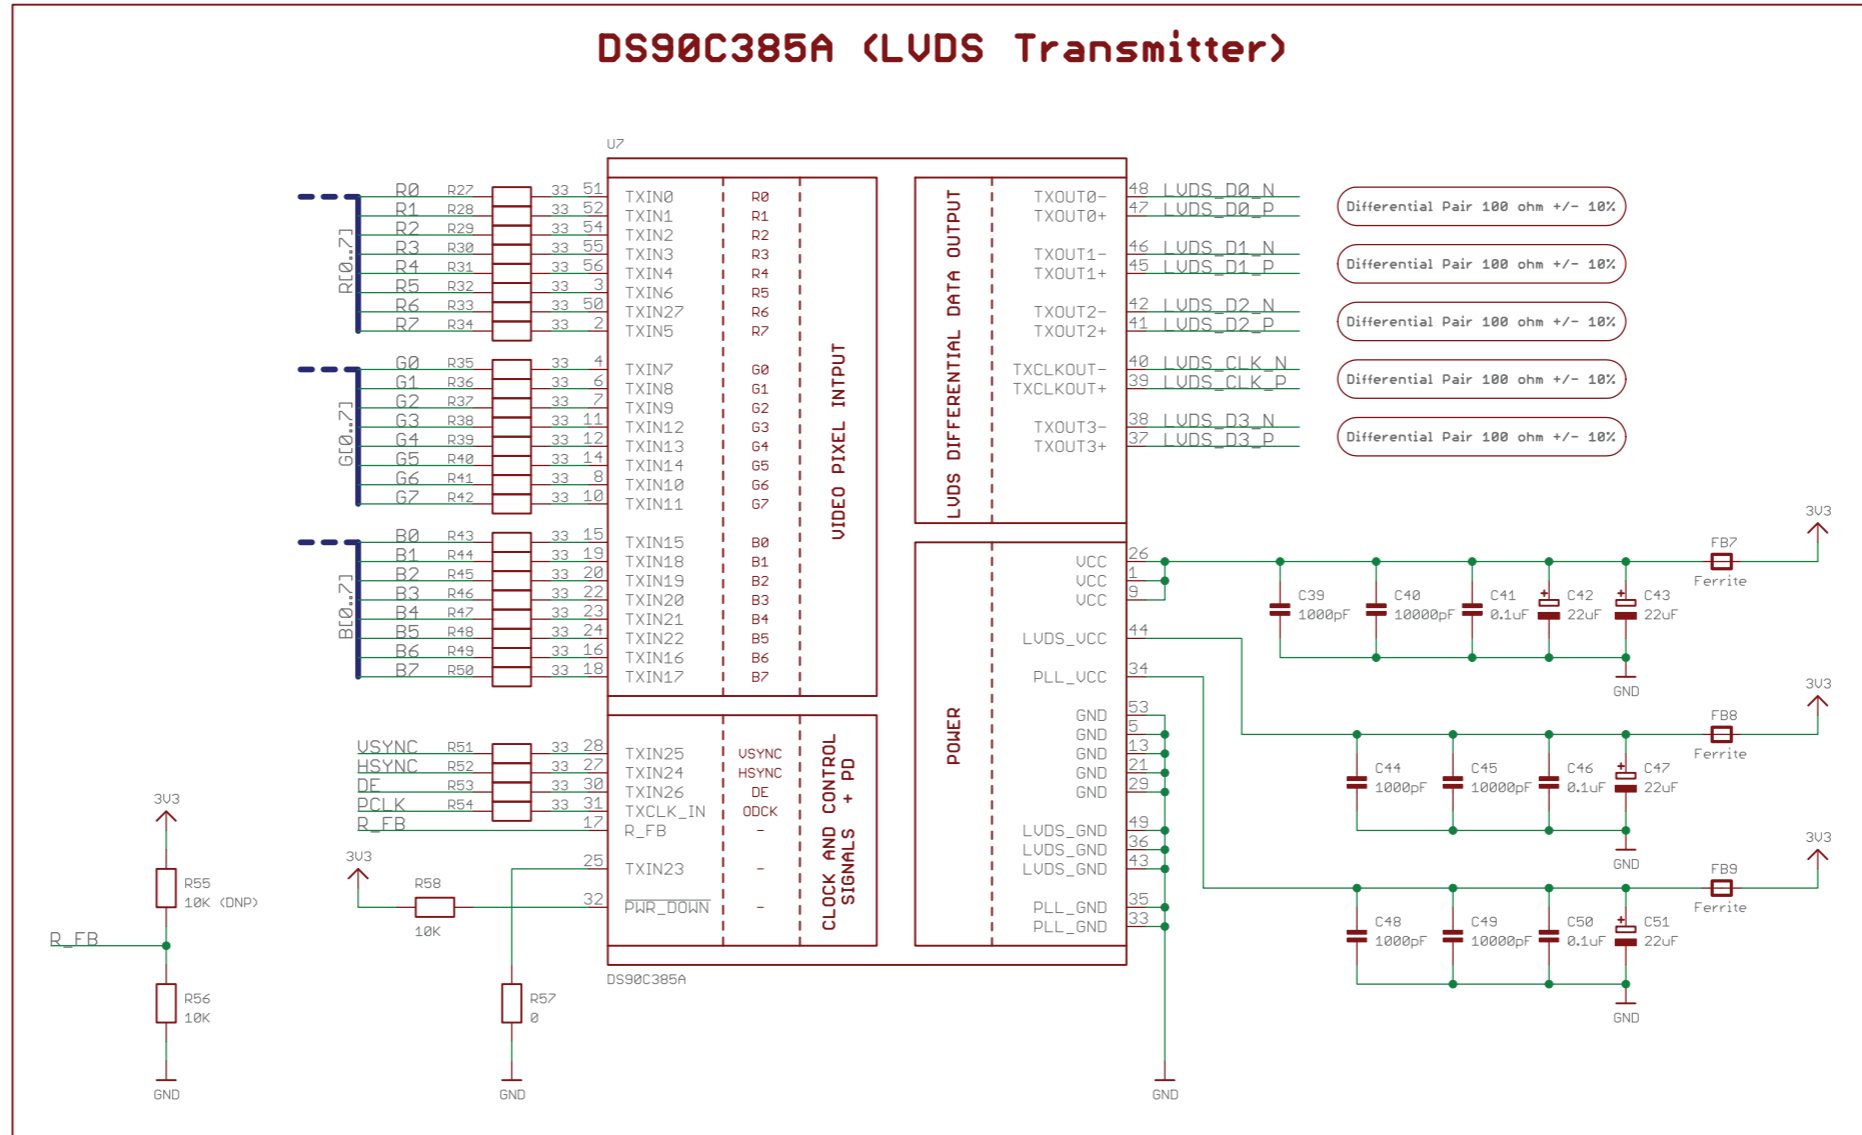 DS90C385A (LVDS Transmitter)
U7
R[0..7]
R0 R27 33 51 TXIN0 R0
R1 R28 33 52 TXIN1 R1
R2 R29 33 54 TXIN2 R2
R3 R30 33 55 TXIN3 R3
R4 R31 33 56 TXIN4 R4
R5 R32 33 3 TXIN6 R5
R6 R33 33 50 TXIN27 R6
R7 R34 33 2 TXIN5 R7
G[0..7]
G0 R35 33 4 TXIN7 G0
G1 R36 33 6 TXIN8 G1
G2 R37 33 7 TXIN9 G2
G3 R38 33 11 TXIN12 G3
G4 R39 33 12 TXIN13 G4
G5 R40 33 14 TXIN14 G5
G6 R41 33 8 TXIN10 G6
G7 R42 33 10 TXIN11 G7
B[0..7]
B0 R43 33 15 TXIN15 B0
B1 R44 33 19 TXIN18 B1
B2 R45 33 20 TXIN19 B2
B3 R46 33 22 TXIN20 B3
B4 R47 33 23 TXIN21 B4
B5 R48 33 24 TXIN22 B5
B6 R49 33 16 TXIN16 B6
B7 R50 33 18 TXIN17 B7
VIDEO PIXEL INTPUT
VSYNC R51 33 28 TXIN25 VSYNC
HSYNC R52 33 27 TXIN24 HSYNC
DE R53 33 30 TXIN26 DE
PCLK R54 33 31 TXCLK_IN ODCK
R_FB 17 R_FB -
25 TXIN23 -
32 PWR_DOWN -
CLOCK AND CONTROL
SIGNALS + PD
3V3
R58
10K
3V3
R55
10K (DNP)
R_FB
R56
10K
GND
R57
0
GND
DS90C385A
LVDS DIFFERENTIAL DATA OUTPUT
TXOUT0- 48 LVDS_D0_N
TXOUT0+ 47 LVDS_D0_P
Differential Pair 100 ohm +/- 10%
TXOUT1- 46 LVDS_D1_N
TXOUT1+ 45 LVDS_D1_P
Differential Pair 100 ohm +/- 10%
TXOUT2- 42 LVDS_D2_N
TXOUT2+ 41 LVDS_D2_P
Differential Pair 100 ohm +/- 10%
TXCLKOUT- 40 LVDS_CLK_N
TXCLKOUT+ 39 LVDS_CLK_P
Differential Pair 100 ohm +/- 10%
TXOUT3- 38 LVDS_D3_N
TXOUT3+ 37 LVDS_D3_P
Differential Pair 100 ohm +/- 10%
POWER
VCC 26
VCC 1
VCC 9
LVDS_VCC 44
PLL_VCC 34
GND 53
GND 5
GND 13
GND 21
GND 29
LVDS_GND 49
LVDS_GND 36
LVDS_GND 43
PLL_GND 35
PLL_GND 33
GND
3V3
FB7
Ferrite
C39
1000pF
C40
10000pF
C41
0.1uF
C42
22uF
C43
22uF
GND
3V3
FB8
Ferrite
C44
1000pF
C45
10000pF
C46
0.1uF
C47
22uF
GND
3V3
FB9
Ferrite
C48
1000pF
C49
10000pF
C50
0.1uF
C51
22uF
GND